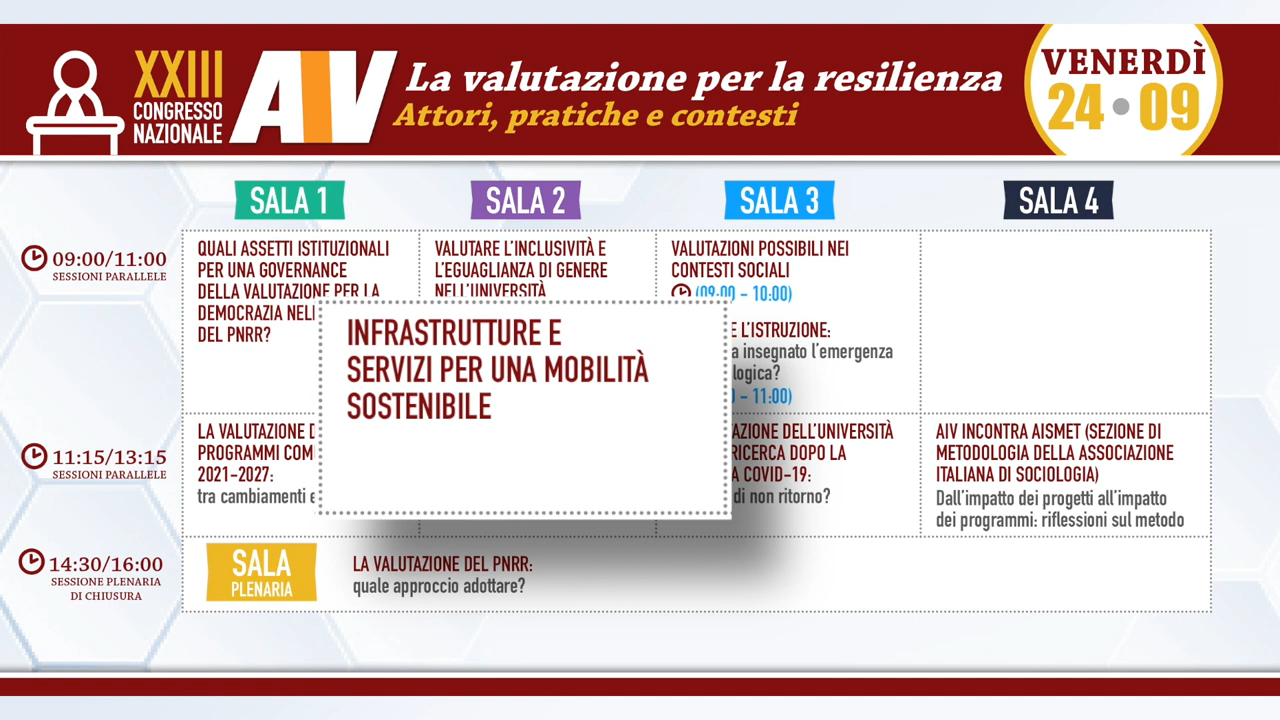 XXIII
CONGRESSO
NAZIONALE
AIV
La valutazione per la resilienza
Attori, pratiche e contesti
VENERDÌ
24 • 09
SALA 1
SALA 2
SALA 3
SALA 4
09:00/11:00
SESSIONI PARALLELE
QUALI ASSETTI ISTITUZIONALI
PER UNA GOVERNANCE
DELLA VALUTAZIONE PER LA
DEMOCRAZIA
DEL PNRR?
VALUTARE L'INCLUSIVITÀ E
L'EGUAGLIANZA DI GENERE
NELL'UNIVERSITÀ
VALUTAZIONI POSSIBILI NEI
CONTESTI SOCIALI
(09:00 – 10:00)
E L'ISTRUZIONE:
insegnato l'emergenza
– 11:00)
INFRASTRUTTURE E
SERVIZI PER UNA MOBILITÀ
SOSTENIBILE
11:15/13:15
SESSIONI PARALLELE
LA VALUTAZIONE
PROGRAMMI
2021-2027:
tra cambiamenti e
DELL'UNIVERSITÀ
RICERCA DOPO LA
COVID-19:
di non ritorno?
AIV INCONTRA AISMET (SEZIONE DI
METODOLOGIA DELLA ASSOCIAZIONE
ITALIANA DI SOCIOLOGIA)
Dall'impatto dei progetti all'impatto
dei programmi: riflessioni sul metodo
14:30/16:00
SESSIONE PLENARIA
DI CHIUSURA
SALA
PLENARIA
LA VALUTAZIONE DEL PNRR:
quale approccio adottare?